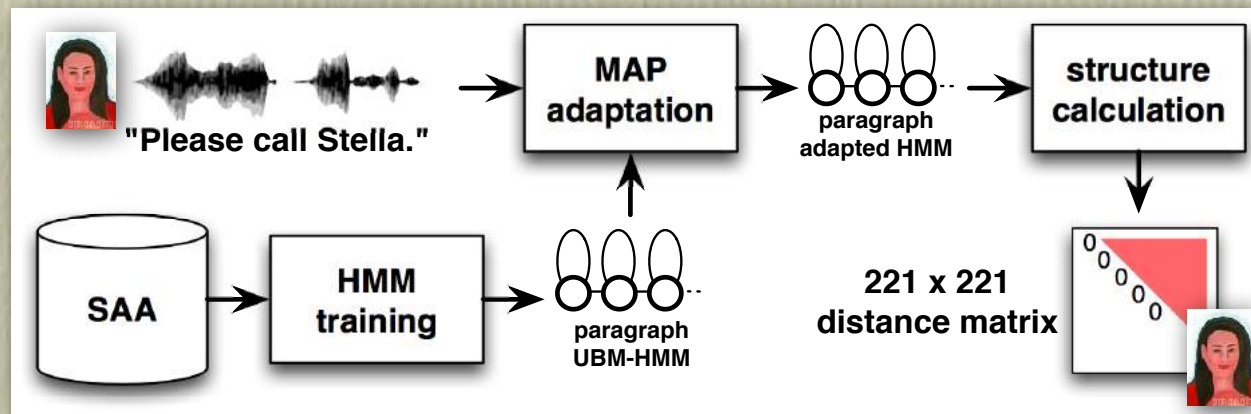 MAP
adaptation
structure
calculation
"Please call Stella."
paragraph
adapted HMM
SAA
HMM
training
paragraph
UBM-HMM
221 x 221
distance matrix
0
0
0
0
0